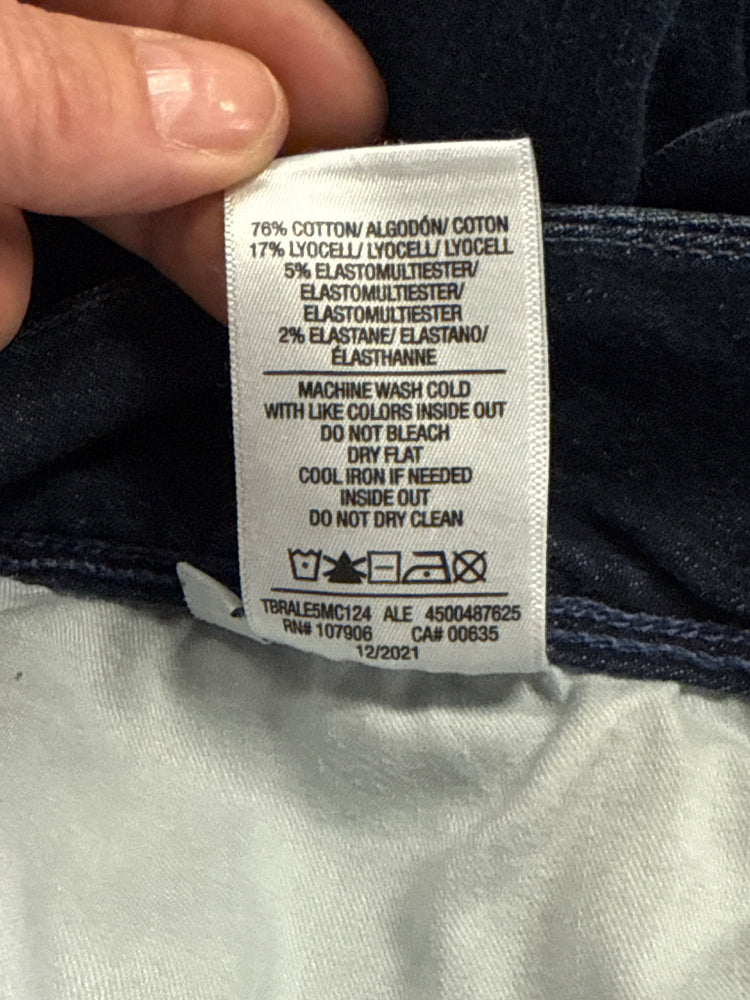 76% COTTON/ ALGODÓN/ COTON
17% LYOCELL/ LYOCELL/ LYOCELL
5% ELASTOMULTIESTER/
ELASTOMULTIESTER/
ELASTOMULTIESTER
2% ELASTANE/ ELASTANO/
ÉLASTHANNE
MACHINE WASH COLD
WITH LIKE COLORS INSIDE OUT
DO NOT BLEACH
DRY FLAT
COOL IRON IF NEEDED
INSIDE OUT
DO NOT DRY CLEAN
TBRALE5MC124 ALE 4500487625
RN# 107906 CA# 00635
12/2021